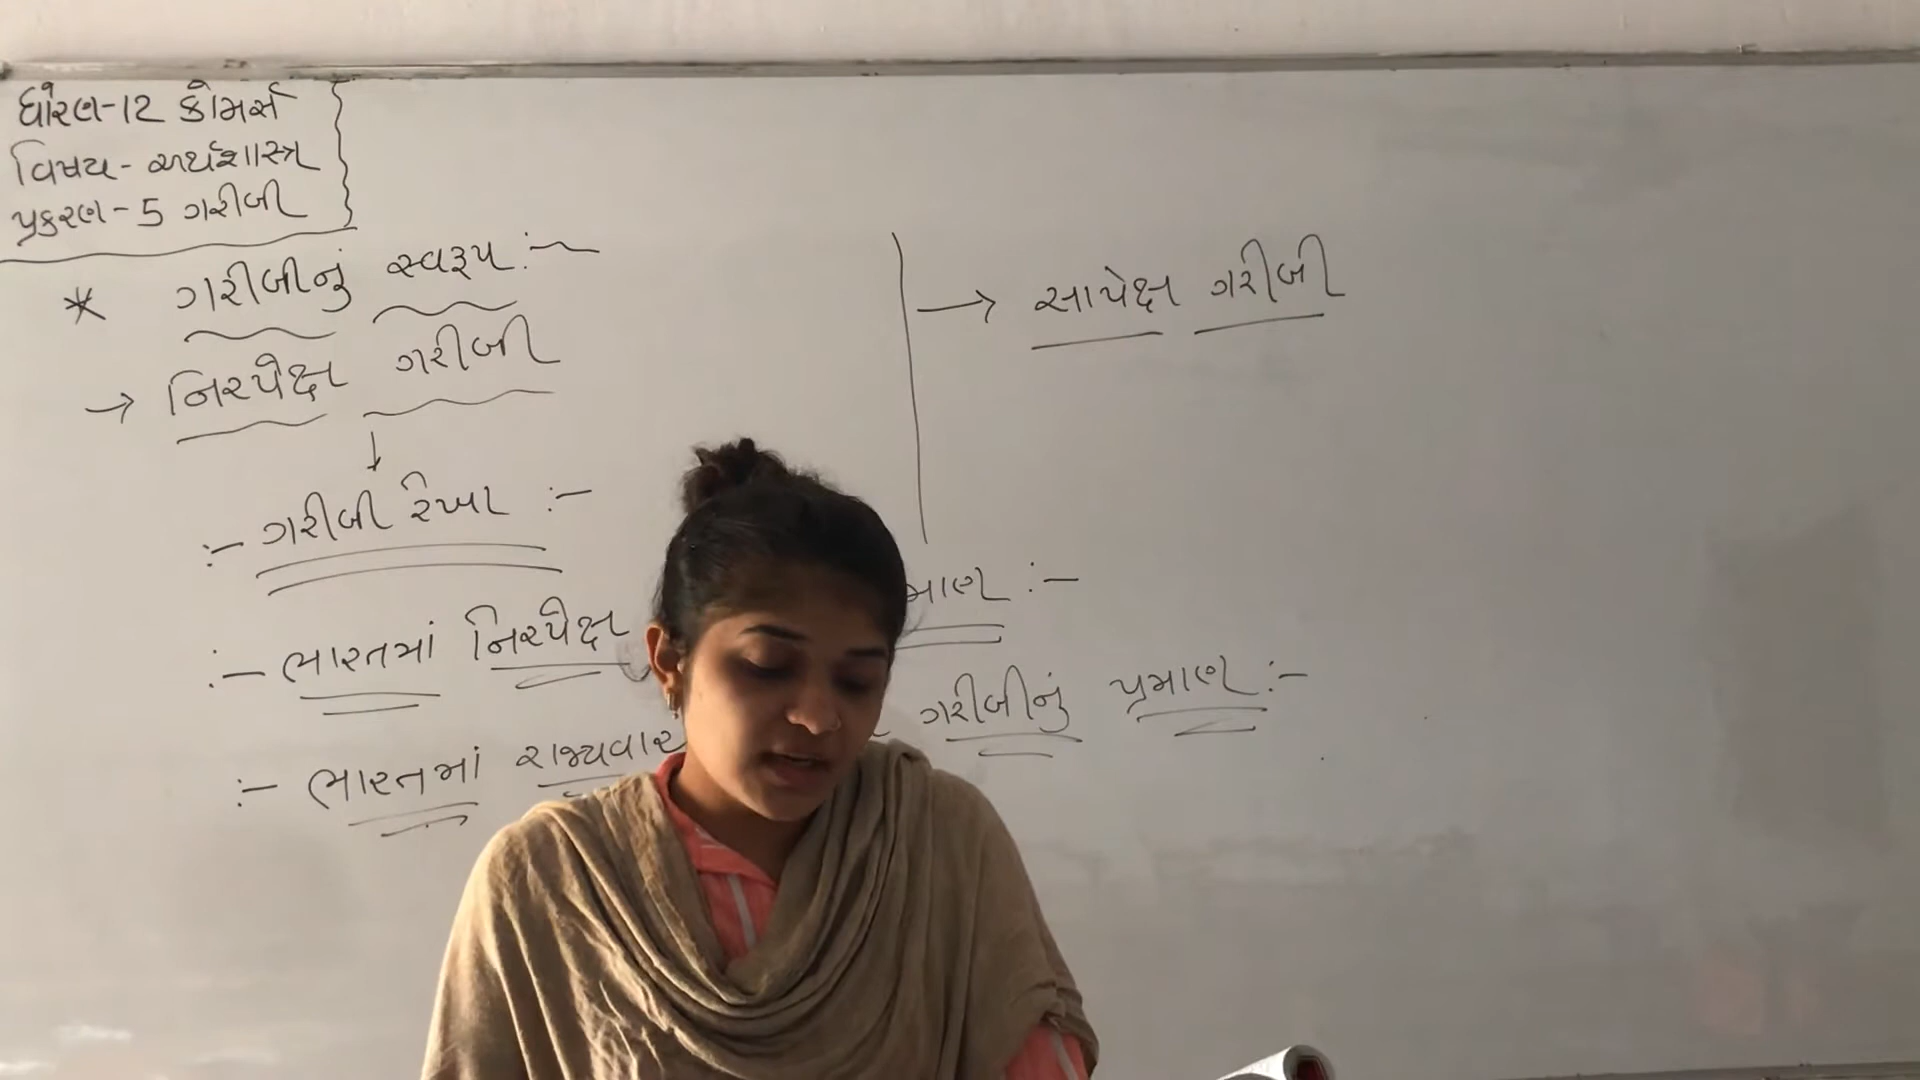 ધોરણ-12 કોમર્સ
વિષય - અર્થશાસ્ત્ર
પ્રકરણ - 5 ગરીબી
* ગરીબીનું સ્વરૂપ :-
→ નિરપેક્ષ ગરીબી
↓
:- ગરીબી રેખા :-
:- ભારતમાં નિરપેક્ષ માણ :-
:- ભારતમાં રાજ્યવાર ગરીબીનું પ્રમાણ :-
→ સાપેક્ષ ગરીબી